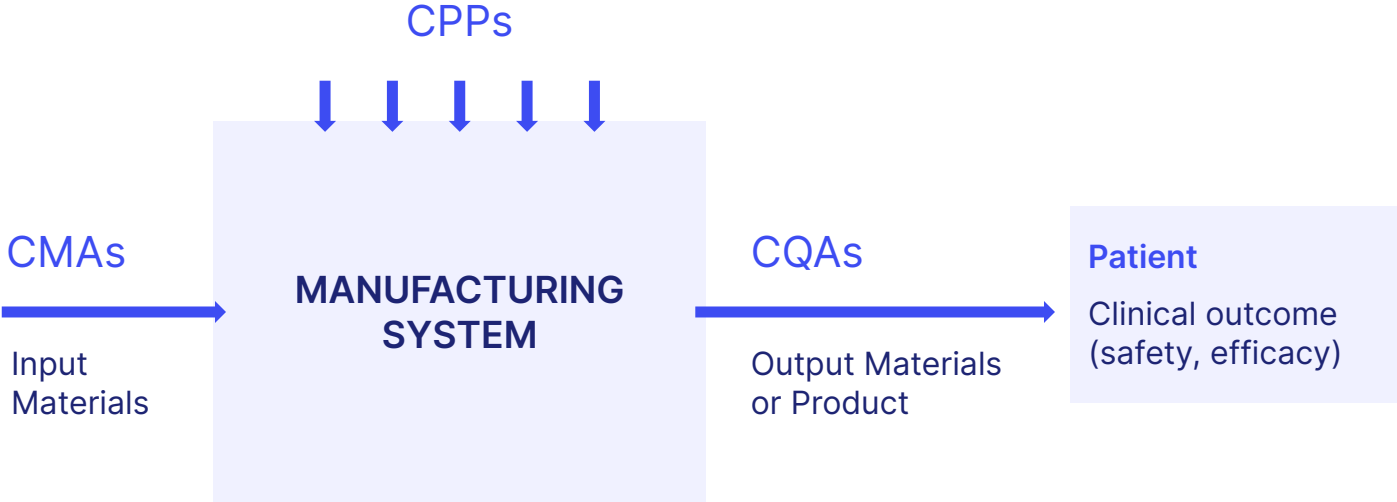 CPPs
CMAs
Input
Materials
MANUFACTURING
SYSTEM
CQAs
Output Materials
or Product
Patient
Clinical outcome
(safety, efficacy)